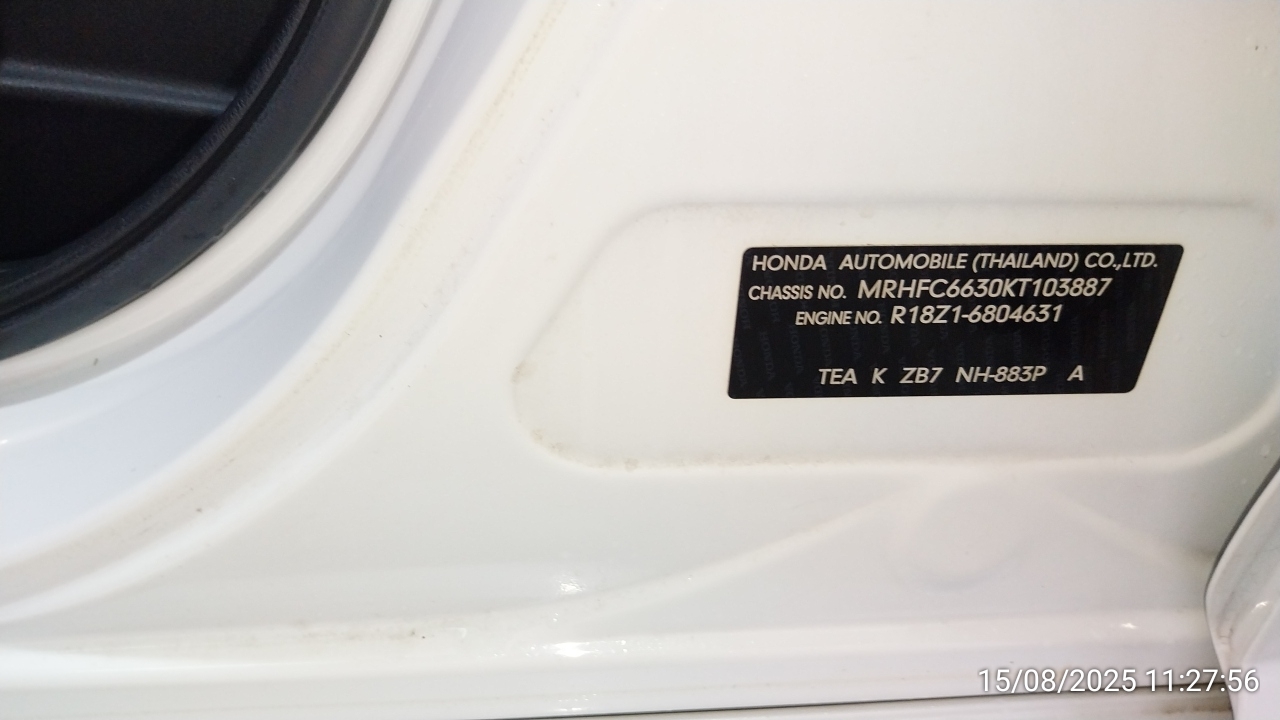 HONDA AUTOMOBILE (THAILAND) CO.,LTD.
CHASSIS NO. MRHFC6630KT103887
ENGINE NO. R18Z1-6804631
TEA K ZB7 NH-883P A
15/08/2025 11:27:56